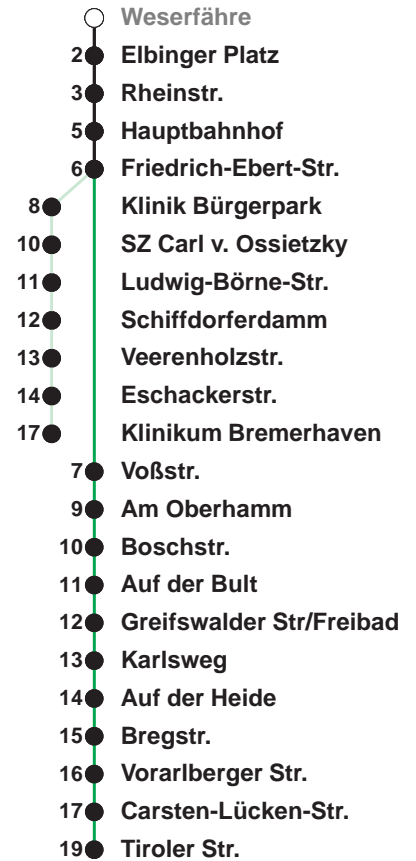 Weserfähre
2 Elbinger Platz
3 Rheinstr.
5 Hauptbahnhof
6 Friedrich-Ebert-Str.
8 Klinik Bürgerpark
10 SZ Carl v. Ossietzky
11 Ludwig-Börne-Str.
12 Schiffdorferdamm
13 Veerenholzstr.
14 Eschackerstr.
17 Klinikum Bremerhaven
7 Voßstr.
9 Am Oberhamm
10 Boschstr.
11 Auf der Bult
12 Greifswalder Str/Freibad
13 Karlsweg
14 Auf der Heide
15 Bregstr.
16 Vorarlberger Str.
17 Carsten-Lücken-Str.
19 Tiroler Str.